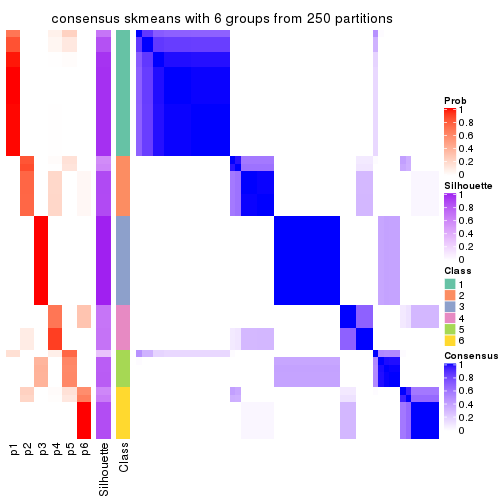 consensus skmeans with 6 groups from 250 partitions
Prob
1
0.8
0.6
0.4
0.2
0
Silhouette
1
0.8
0.6
0.4
0.2
0
Class
1
2
3
4
5
6
Consensus
1
0.8
0.6
0.4
0.2
0
p1
p2
p3
p4
p5
p6
Silhouette
Class